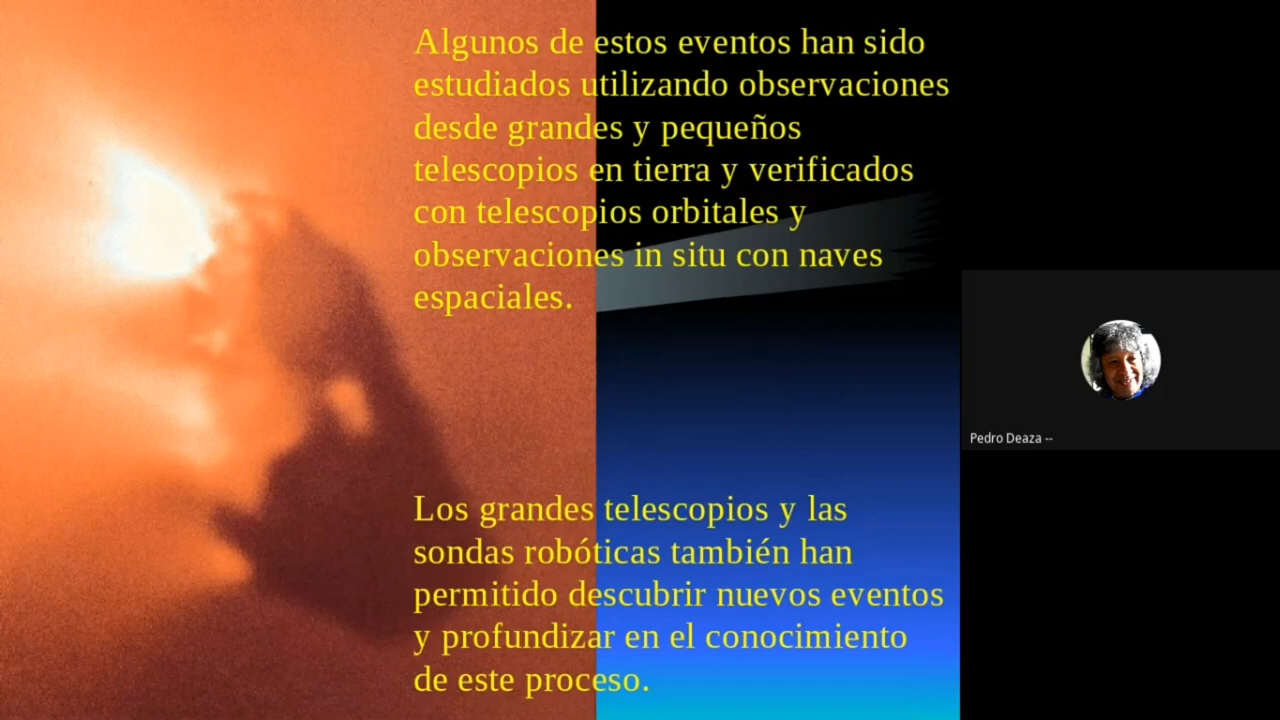 Algunos de estos eventos han sido
estudiados utilizando observaciones
desde grandes y pequeños
telescopios en tierra y verificados
con telescopios orbitales y
observaciones in situ con naves
espaciales.
Los grandes telescopios y las
sondas robóticas también han
permitido descubrir nuevos eventos
y profundizar en el conocimiento
de este proceso.
Pedro Deaza --